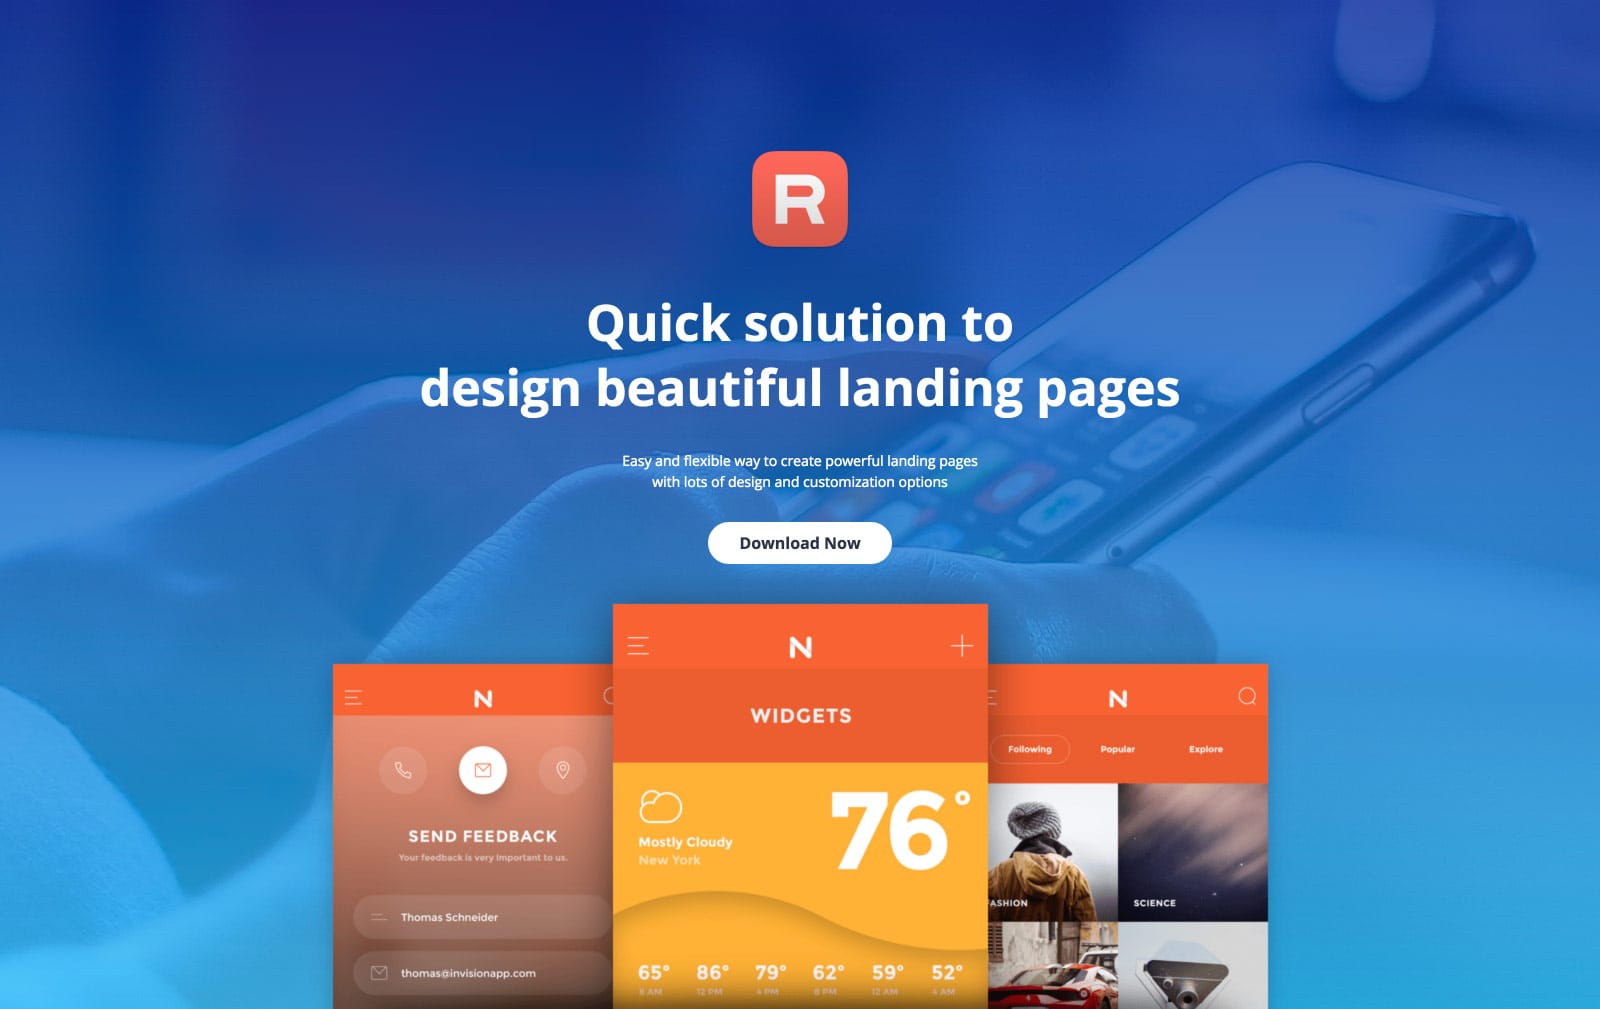 R
Quick solution to
design beautiful landing pages
Easy and flexible way to create powerful landing pages
with lots of design and customization options
Download Now
N
SEND FEEDBACK
Your feedback is very important to us.
Thomas Schneider
thomas@invisionapp.com
N
WIDGETS
76°
Mostly Cloudy
New York
65° 86° 79° 62° 59° 52°
8 AM 12 PM 4 PM 8 PM 12 AM 4 AM
N
Following Popular Explore
FASHION SCIENCE